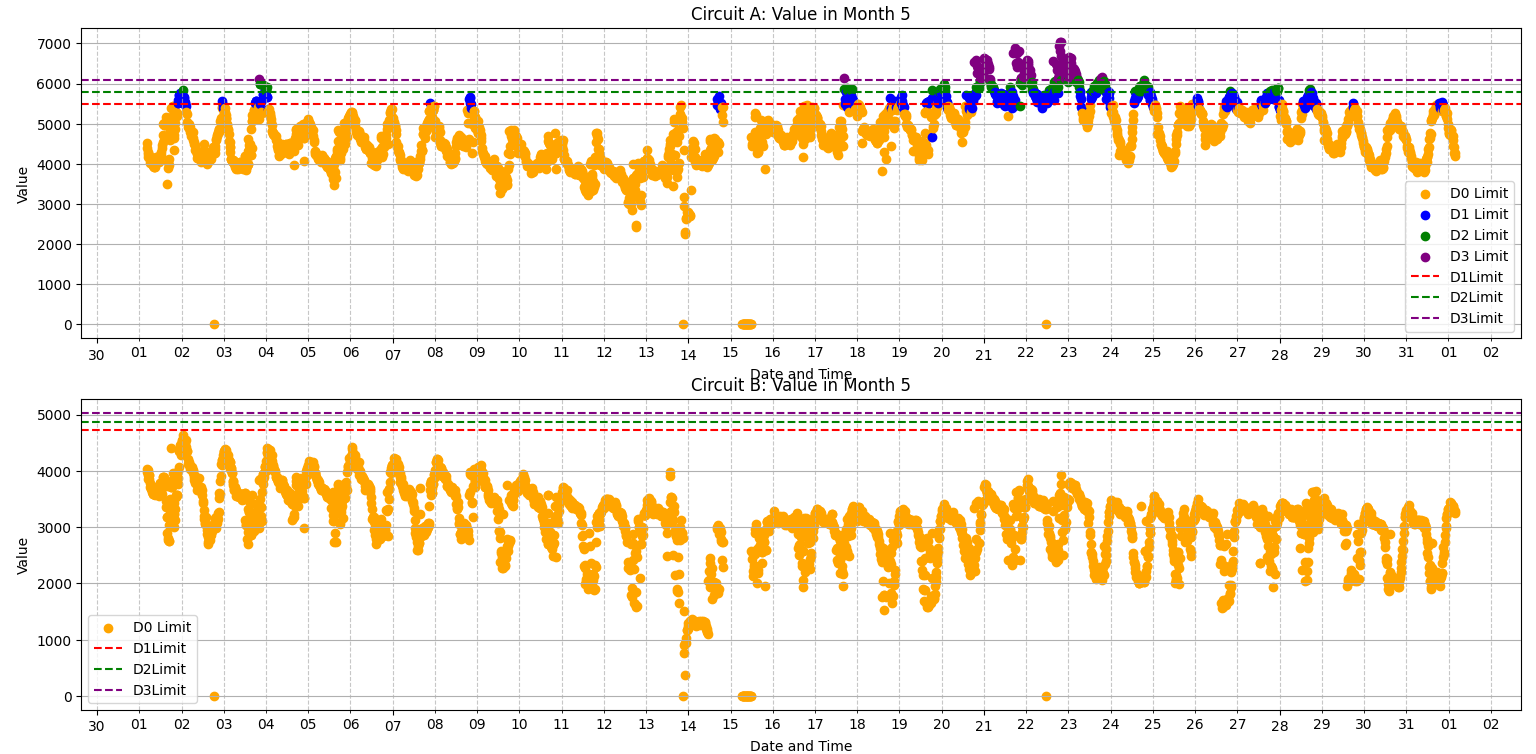 Circuit A: Value in Month 5
Value
7000
6000
5000
4000
3000
2000
1000
0
D0 Limit
D1 Limit
D2 Limit
D3 Limit
D1Limit
D2Limit
D3Limit
30 01 02 03 04 05 06 07 08 09 10 11 12 13 14 15 16 17 18 19 20 21 22 23 24 25 26 27 28 29 30 31 01 02
Date and Time
Circuit B: Value in Month 5
Value
5000
4000
3000
2000
1000
0
D0 Limit
D1Limit
D2Limit
D3Limit
30 01 02 03 04 05 06 07 08 09 10 11 12 13 14 15 16 17 18 19 20 21 22 23 24 25 26 27 28 29 30 31 01 02
Date and Time